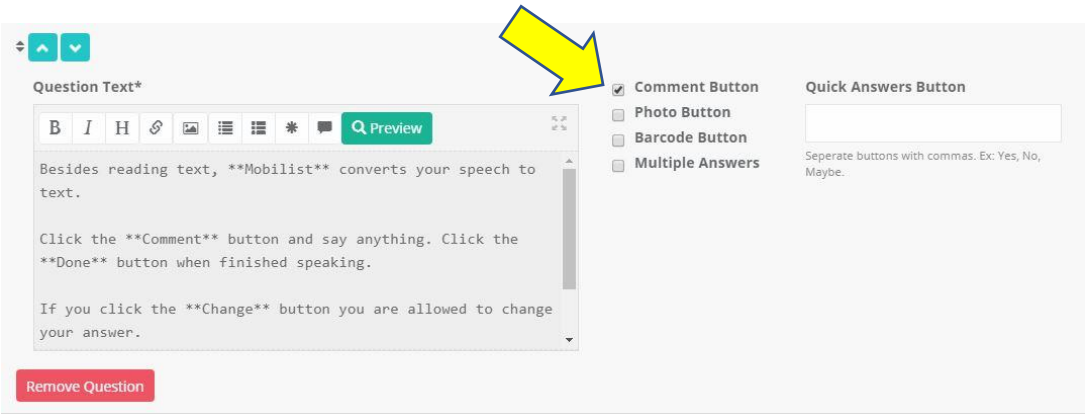 Question Text*
B I H Preview
Besides reading text, **Mobilist** converts your speech to
text.
Click the **Comment** button and say anything. Click the
**Done** button when finished speaking.
If you click the **Change** button you are allowed to change
your answer.
Remove Question
Comment Button
Photo Button
Barcode Button
Multiple Answers
Quick Answers Button
Seperate buttons with commas. Ex: Yes, No,
Maybe.